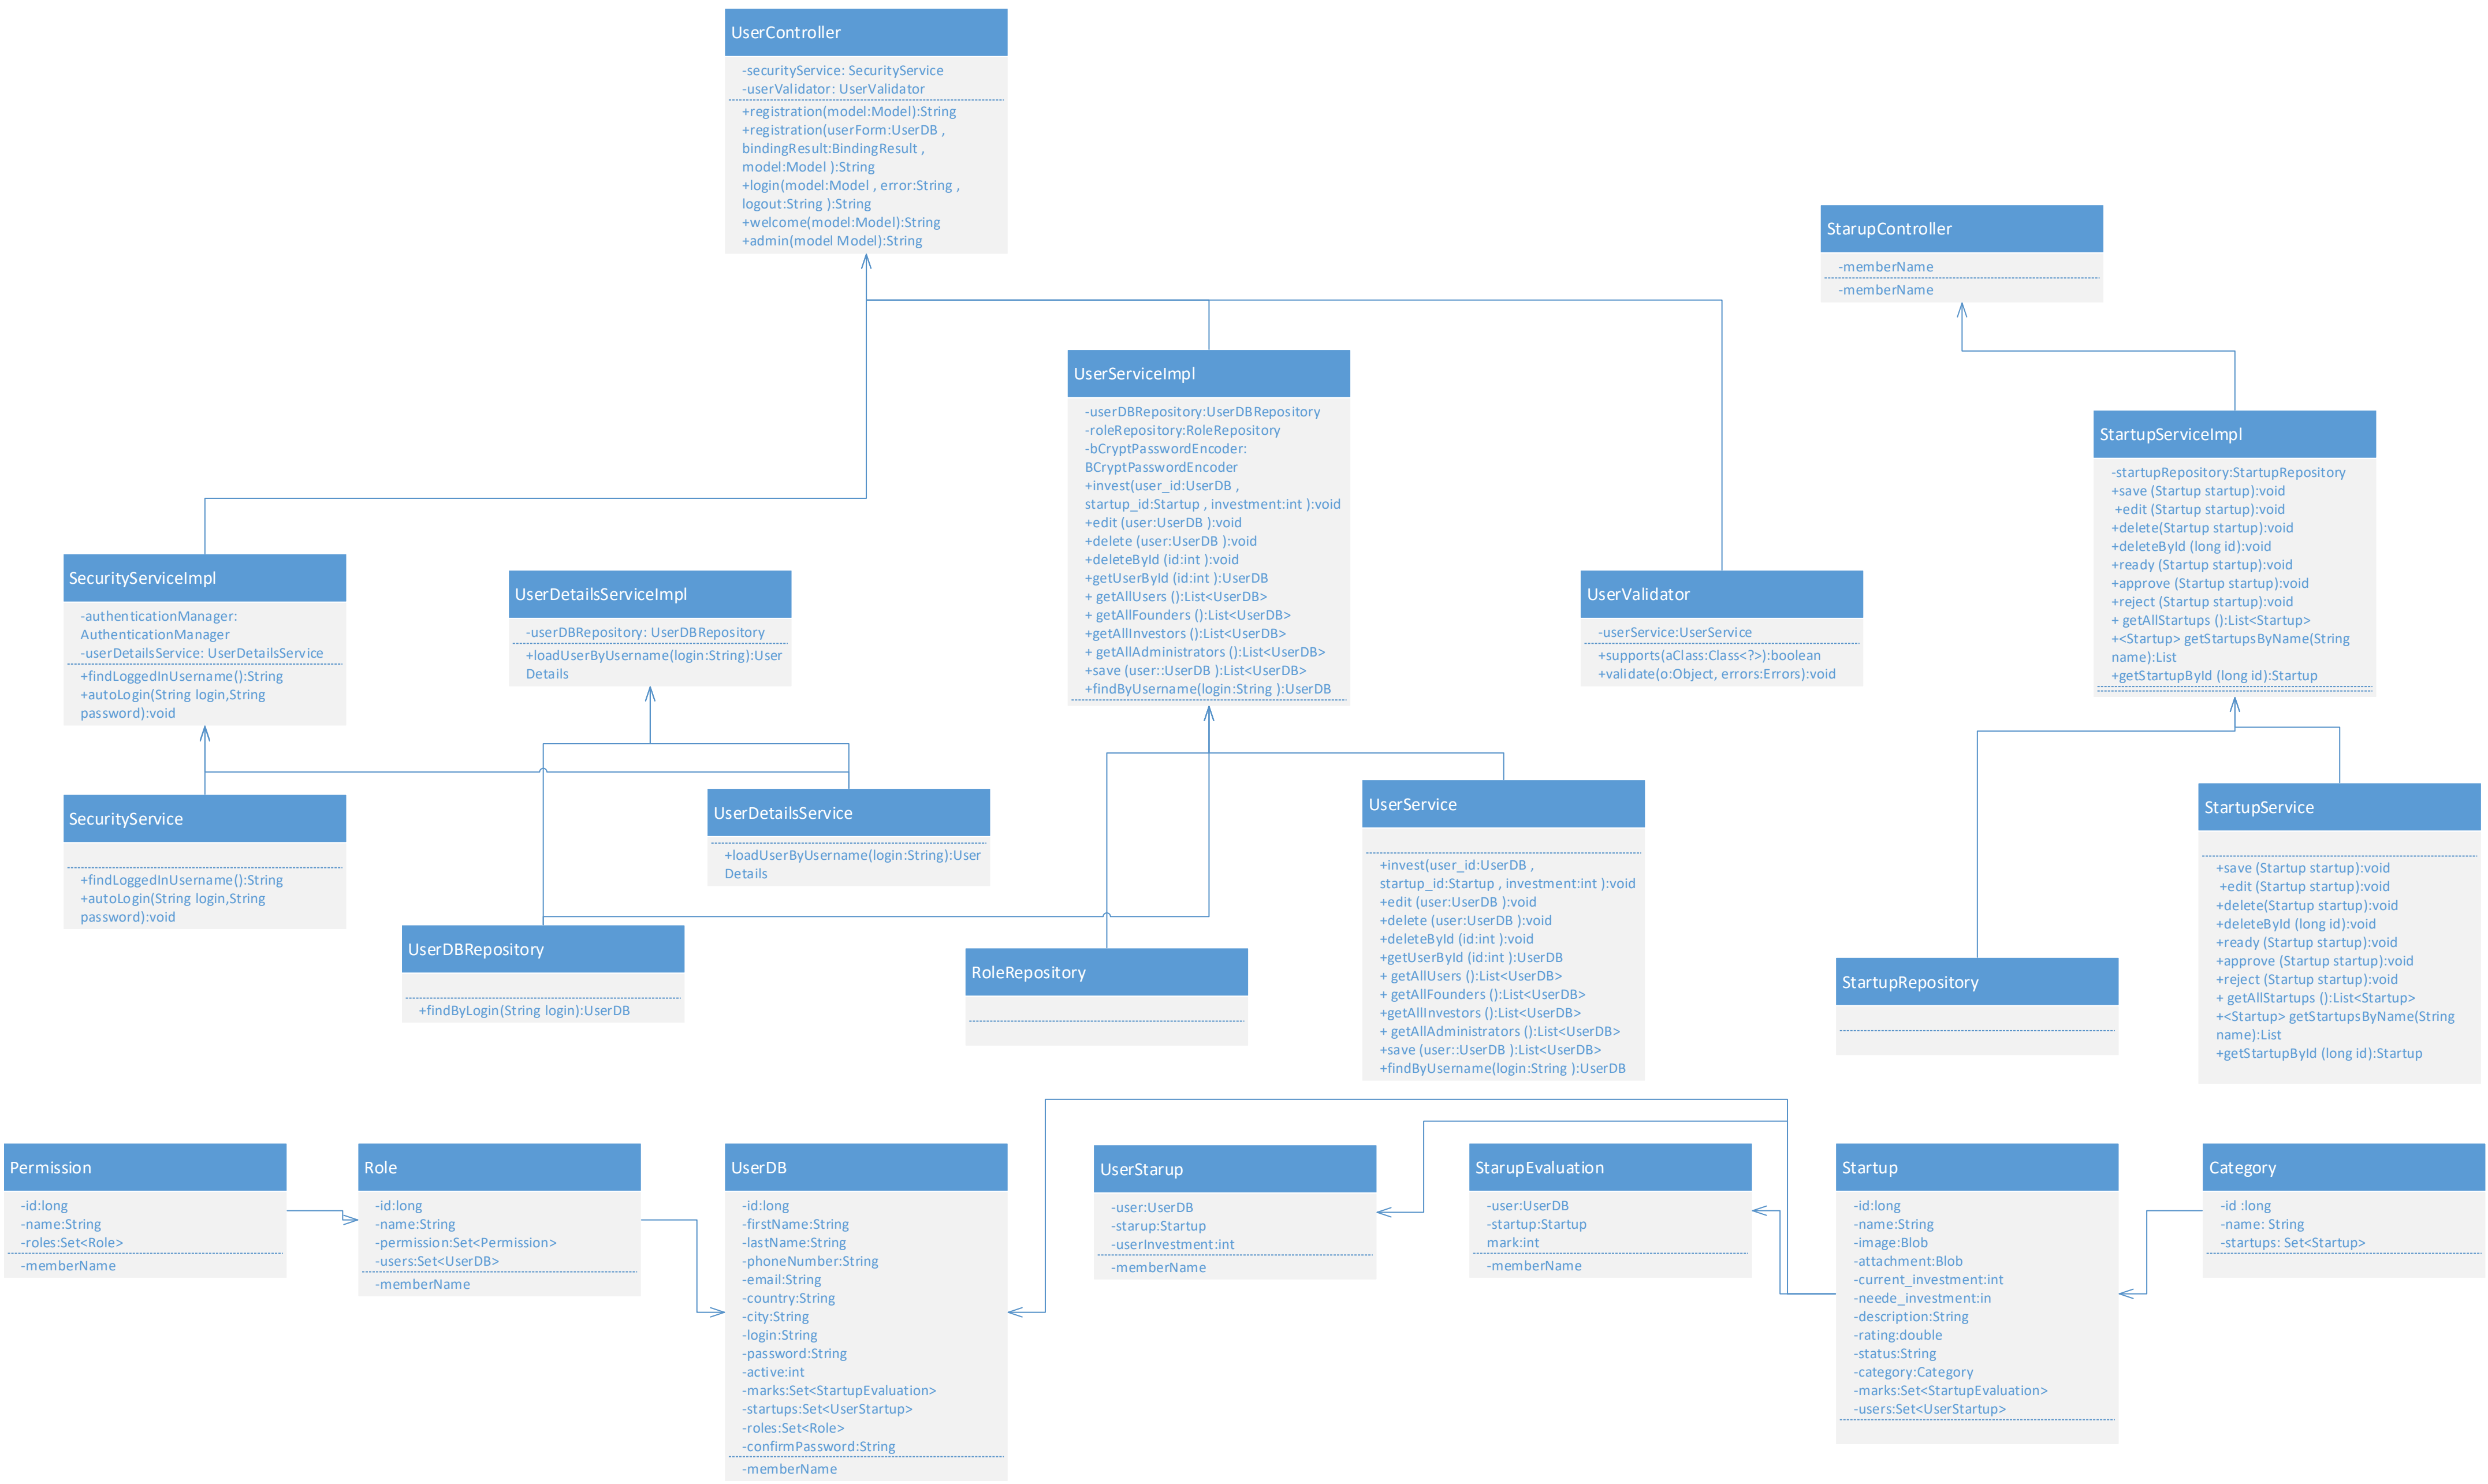 UserController
-securityService: SecurityService
-userValidator: UserValidator
+registration(model:Model):String
+registration(userForm:UserDB ,
bindingResult:BindingResult ,
model:Model ):String
+login(model:Model , error:String ,
logout:String ):String
+welcome(model:Model):String
+admin(model Model):String
StarupController
-memberName
-memberName
UserServiceImpl
-userDBRepository:UserDBRepository
-roleRepository:RoleRepository
-bCryptPasswordEncoder:
BCryptPasswordEncoder
+invest(user_id:UserDB ,
startup_id:Startup , investment:int ):void
+edit (user:UserDB ):void
+delete (user:UserDB ):void
+deleteById (id:int ):void
+getUserById (id:int ):UserDB
+ getAllUsers ():List<UserDB>
+ getAllFounders ():List<UserDB>
+getAllInvestors ():List<UserDB>
+ getAllAdministrators ():List<UserDB>
+save (user::UserDB ):List<UserDB>
+findByUsername(login:String ):UserDB
StartupServiceImpl
-startupRepository:StartupRepository
+save (Startup startup):void
+edit (Startup startup):void
+delete(Startup startup):void
+deleteById (long id):void
+ready (Startup startup):void
+approve (Startup startup):void
+reject (Startup startup):void
+ getAllStartups ():List<Startup>
+<Startup> getStartupsByName(String
name):List
+getStartupById (long id):Startup
SecurityServiceImpl
-authenticationManager:
AuthenticationManager
-userDetailsService: UserDetailsService
+findLoggedInUsername():String
+autoLogin(String login,String
password):void
UserDetailsServiceImpl
-userDBRepository: UserDBRepository
+loadUserByUsername(login:String):User
Details
UserValidator
-userService:UserService
+supports(aClass:Class<?>):boolean
+validate(o:Object, errors:Errors):void
SecurityService
+findLoggedInUsername():String
+autoLogin(String login,String
password):void
UserDetailsService
+loadUserByUsername(login:String):User
Details
UserService
+invest(user_id:UserDB ,
startup_id:Startup , investment:int ):void
+edit (user:UserDB ):void
+delete (user:UserDB ):void
+deleteById (id:int ):void
+getUserById (id:int ):UserDB
+ getAllUsers ():List<UserDB>
+ getAllFounders ():List<UserDB>
+getAllInvestors ():List<UserDB>
+ getAllAdministrators ():List<UserDB>
+save (user::UserDB ):List<UserDB>
+findByUsername(login:String ):UserDB
StartupService
+save (Startup startup):void
+edit (Startup startup):void
+delete(Startup startup):void
+deleteById (long id):void
+ready (Startup startup):void
+approve (Startup startup):void
+reject (Startup startup):void
+ getAllStartups ():List<Startup>
+<Startup> getStartupsByName(String
name):List
+getStartupById (long id):Startup
UserDBRepository
+findByLogin(String login):UserDB
RoleRepository
StartupRepository
Permission
-id:long
-name:String
-roles:Set<Role>
-memberName
Role
-id:long
-name:String
-permission:Set<Permission>
-users:Set<UserDB>
-memberName
UserDB
-id:long
-firstName:String
-lastName:String
-phoneNumber:String
-email:String
-country:String
-city:String
-login:String
-password:String
-active:int
-marks:Set<StartupEvaluation>
-startups:Set<UserStartup>
-roles:Set<Role>
-confirmPassword:String
-memberName
UserStarup
-user:UserDB
-starup:Startup
-userInvestment:int
-memberName
StarupEvaluation
-user:UserDB
-startup:Startup
mark:int
-memberName
Startup
-id:long
-name:String
-image:Blob
-attachment:Blob
-current_investment:int
-neede_investment:in
-description:String
-rating:double
-status:String
-category:Category
-marks:Set<StartupEvaluation>
-users:Set<UserStartup>
Category
-id :long
-name: String
-startups: Set<Startup>